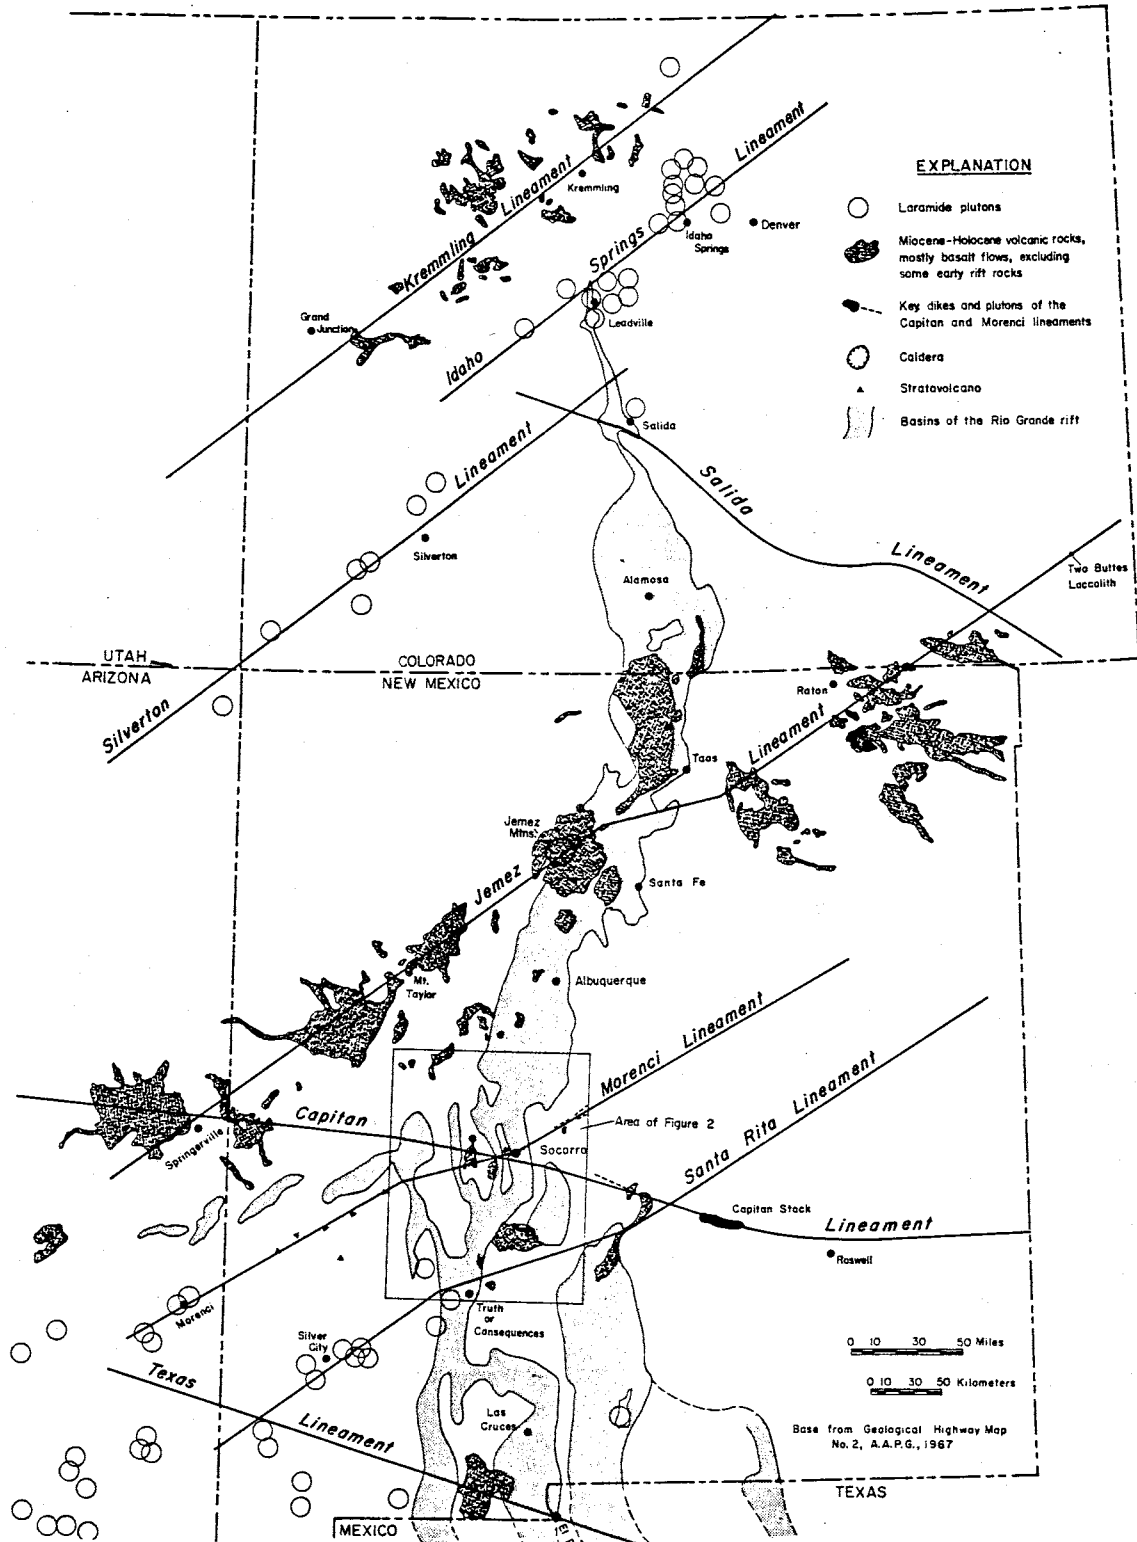 EXPLANATION
Laramide plutons
Miocene-Holocene volcanic rocks,
mostly basalt flows, excluding
some early rift rocks
Key dikes and plutons of the
Capitan and Morenci lineaments
Caldera
Stratovolcano
Basins of the Rio Grande rift
Kremmling Lineament
Kremmling
Idaho Springs Lineament
Idaho
Springs
Denver
Grand
Junction
Leadville
Salida
Silverton Lineament
Silverton
Salida Lineament
Two Buttes
Laccolith
Alamosa
UTAH
ARIZONA
COLORADO
NEW MEXICO
Raton
Taos
Jemez Lineament
Jemez
Mtns.
Santa Fe
Mt.
Taylor
Albuquerque
Morenci Lineament
Santa Rita Lineament
Area of Figure 2
Capitan Lineament
Springerville
Socorro
Capitan Stock
Roswell
Morenci
Truth
or
Consequences
Silver
City
Texas Lineament
Las
Cruces
0 10 30 50 Miles
0 10 30 50 Kilometers
Base from Geological Highway Map
No. 2, A.A.P.G., 1967
TEXAS
MEXICO